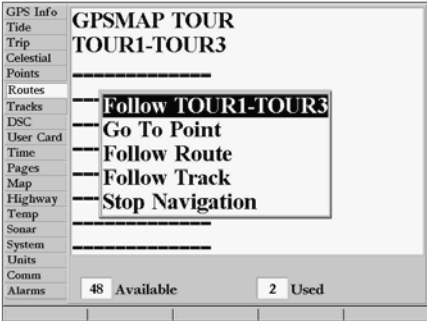 GPS Info
Tide
Trip
Celestial
Points
Routes
Tracks
DSC
User Card
Time
Pages
Map
Highway
Temp
Sonar
System
Units
Comm
Alarms
GPSMAP TOUR
TOUR1-TOUR3
Follow TOUR1-TOUR3
Go To Point
Follow Route
Follow Track
Stop Navigation
48 Available
2 Used